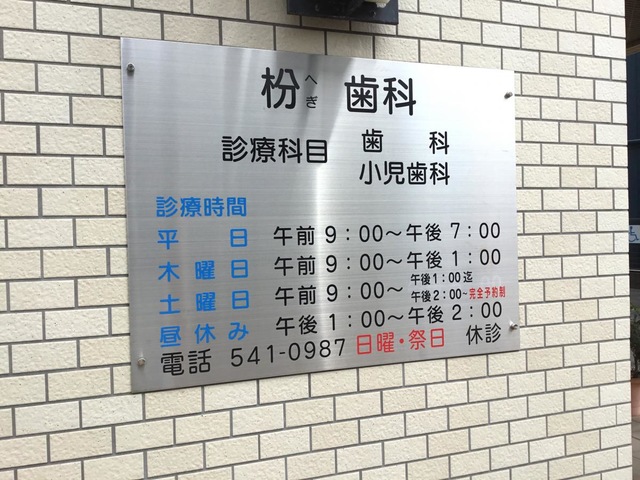 枌 へぎ 歯科
診療科目 歯科
小児歯科
診療時間
平日 午前9：00～午後7：00
木曜日 午前9：00～午後1：00
土曜日 午前9：00～午後1：00迄
午後2：00～完全予約制
昼休み 午後1：00～午後2：00
電話 541-0987 日曜・祭日 休診